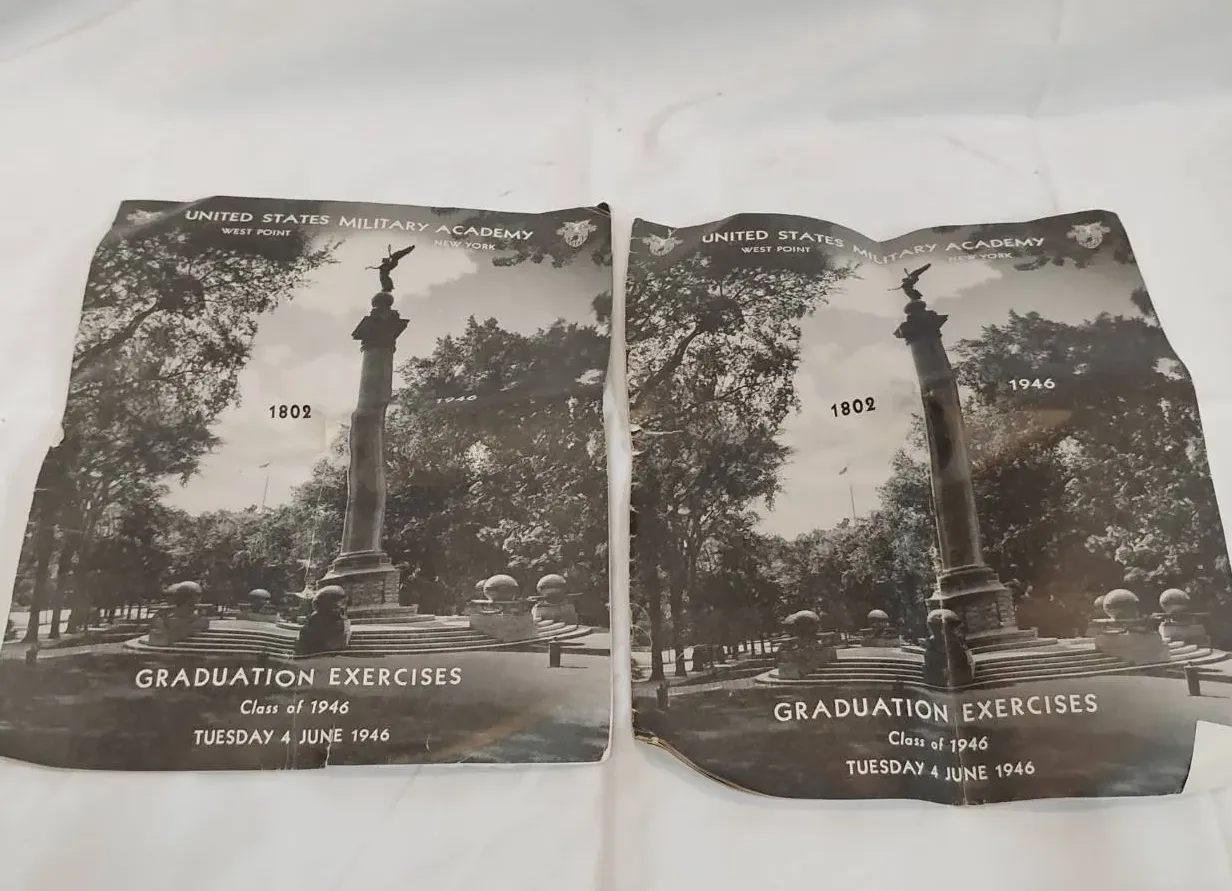 UNITED STATES MILITARY ACADEMY
WEST POINT NEW YORK
1802 1946
GRADUATION EXERCISES
Class of 1946
TUESDAY 4 JUNE 1946
UNITED STATES MILITARY ACADEMY
WEST POINT NEW YORK
1802 1946
GRADUATION EXERCISES
Class of 1946
TUESDAY 4 JUNE 1946